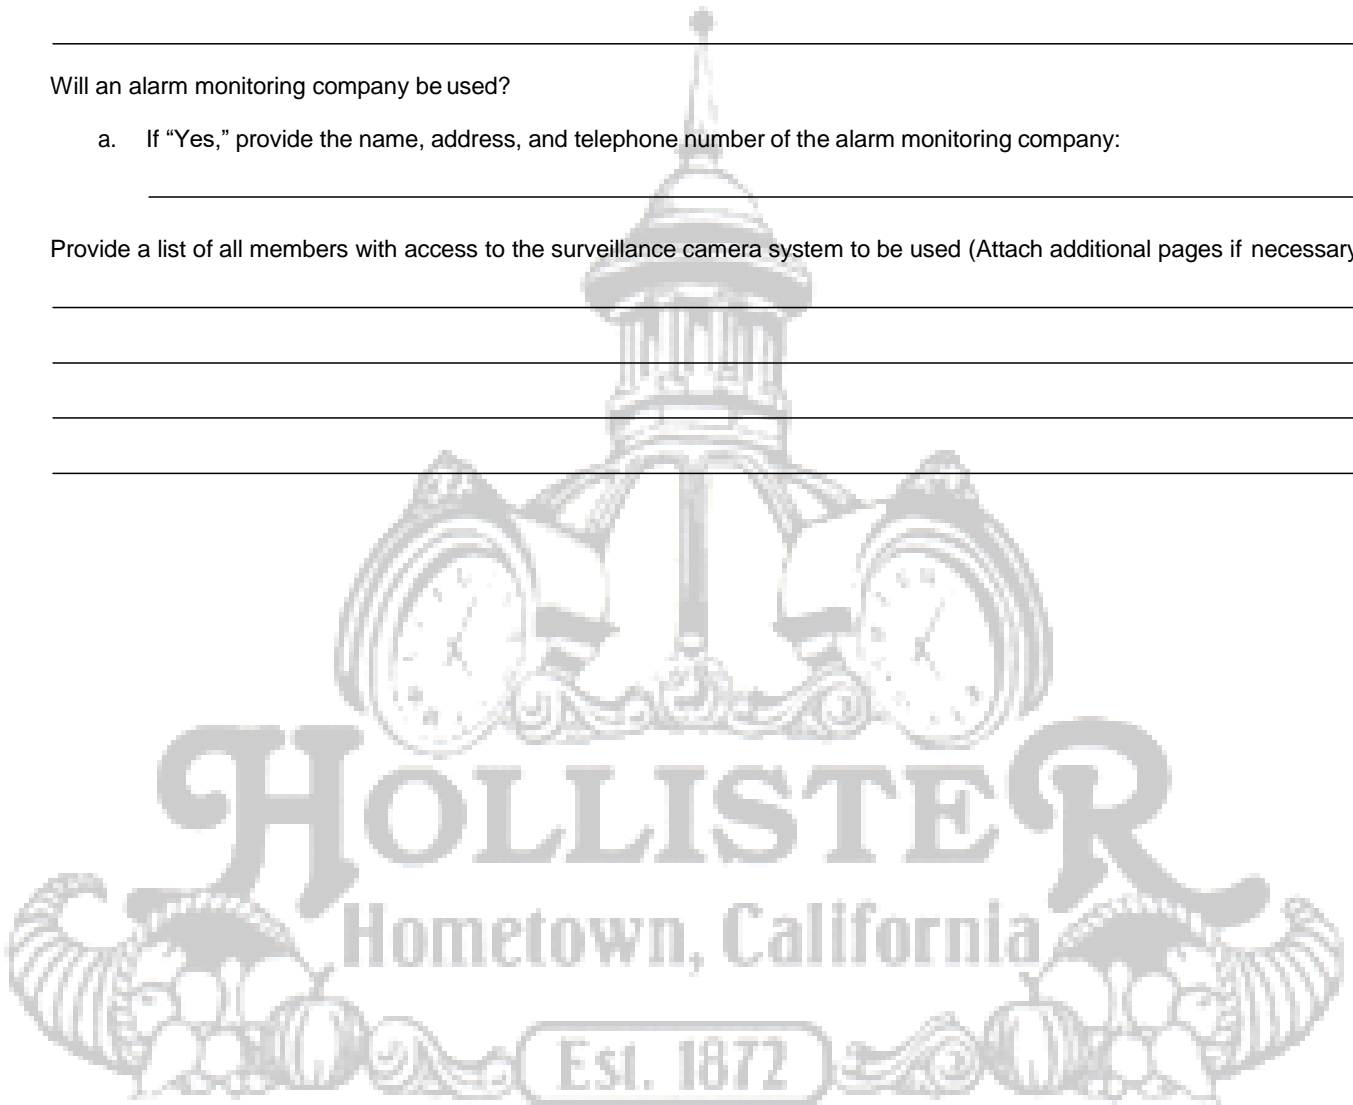 Will an alarm monitoring company be used?
a. If “Yes,” provide the name, address, and telephone number of the alarm monitoring company:
Provide a list of all members with access to the surveillance camera system to be used (Attach additional pages if necessary
HOLLISTER
Hometown, California
Est. 1872